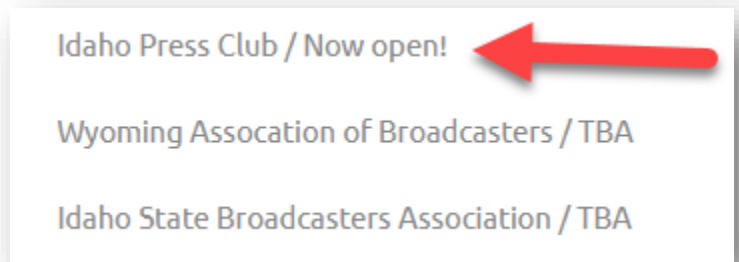 Idaho Press Club / Now open!
Wyoming Assocation of Broadcasters / TBA
Idaho State Broadcasters Association / TBA